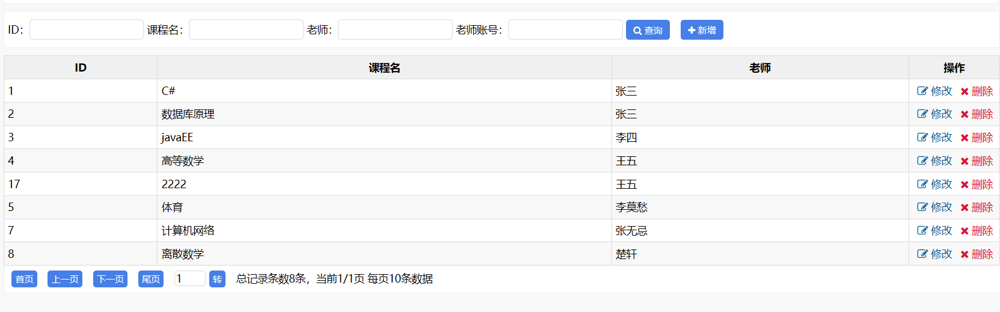 ID： 课程名： 老师： 老师账号： 查询 新增
ID 课程名 老师 操作
1 C# 张三 修改 删除
2 数据库原理 张三 修改 删除
3 javaEE 李四 修改 删除
4 高等数学 王五 修改 删除
17 2222 王五 修改 删除
5 体育 李莫愁 修改 删除
7 计算机网络 张无忌 修改 删除
8 离散数学 楚轩 修改 删除
首页 上一页 下一页 尾页 1 转 总记录条数8条，当前1/1页 每页10条数据